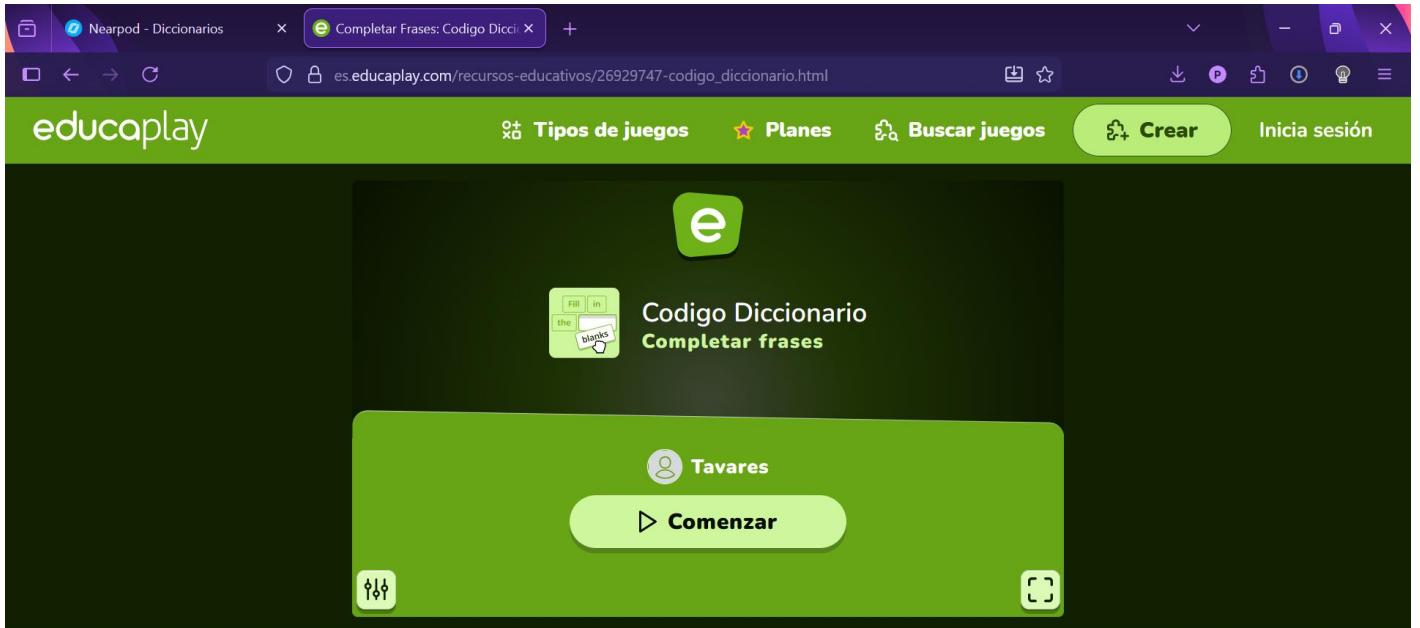 Nearpod - Diccionarios
Completar Frases: Codigo Dicci
es.educaplay.com/recursos-educativos/26929747-codigo_diccionario.html
P
educaplay
Tipos de juegos
Planes
Buscar juegos
Crear
Inicia sesión
e
Fill in
the
blanks
Codigo Diccionario
Completar frases
Tavares
Comenzar